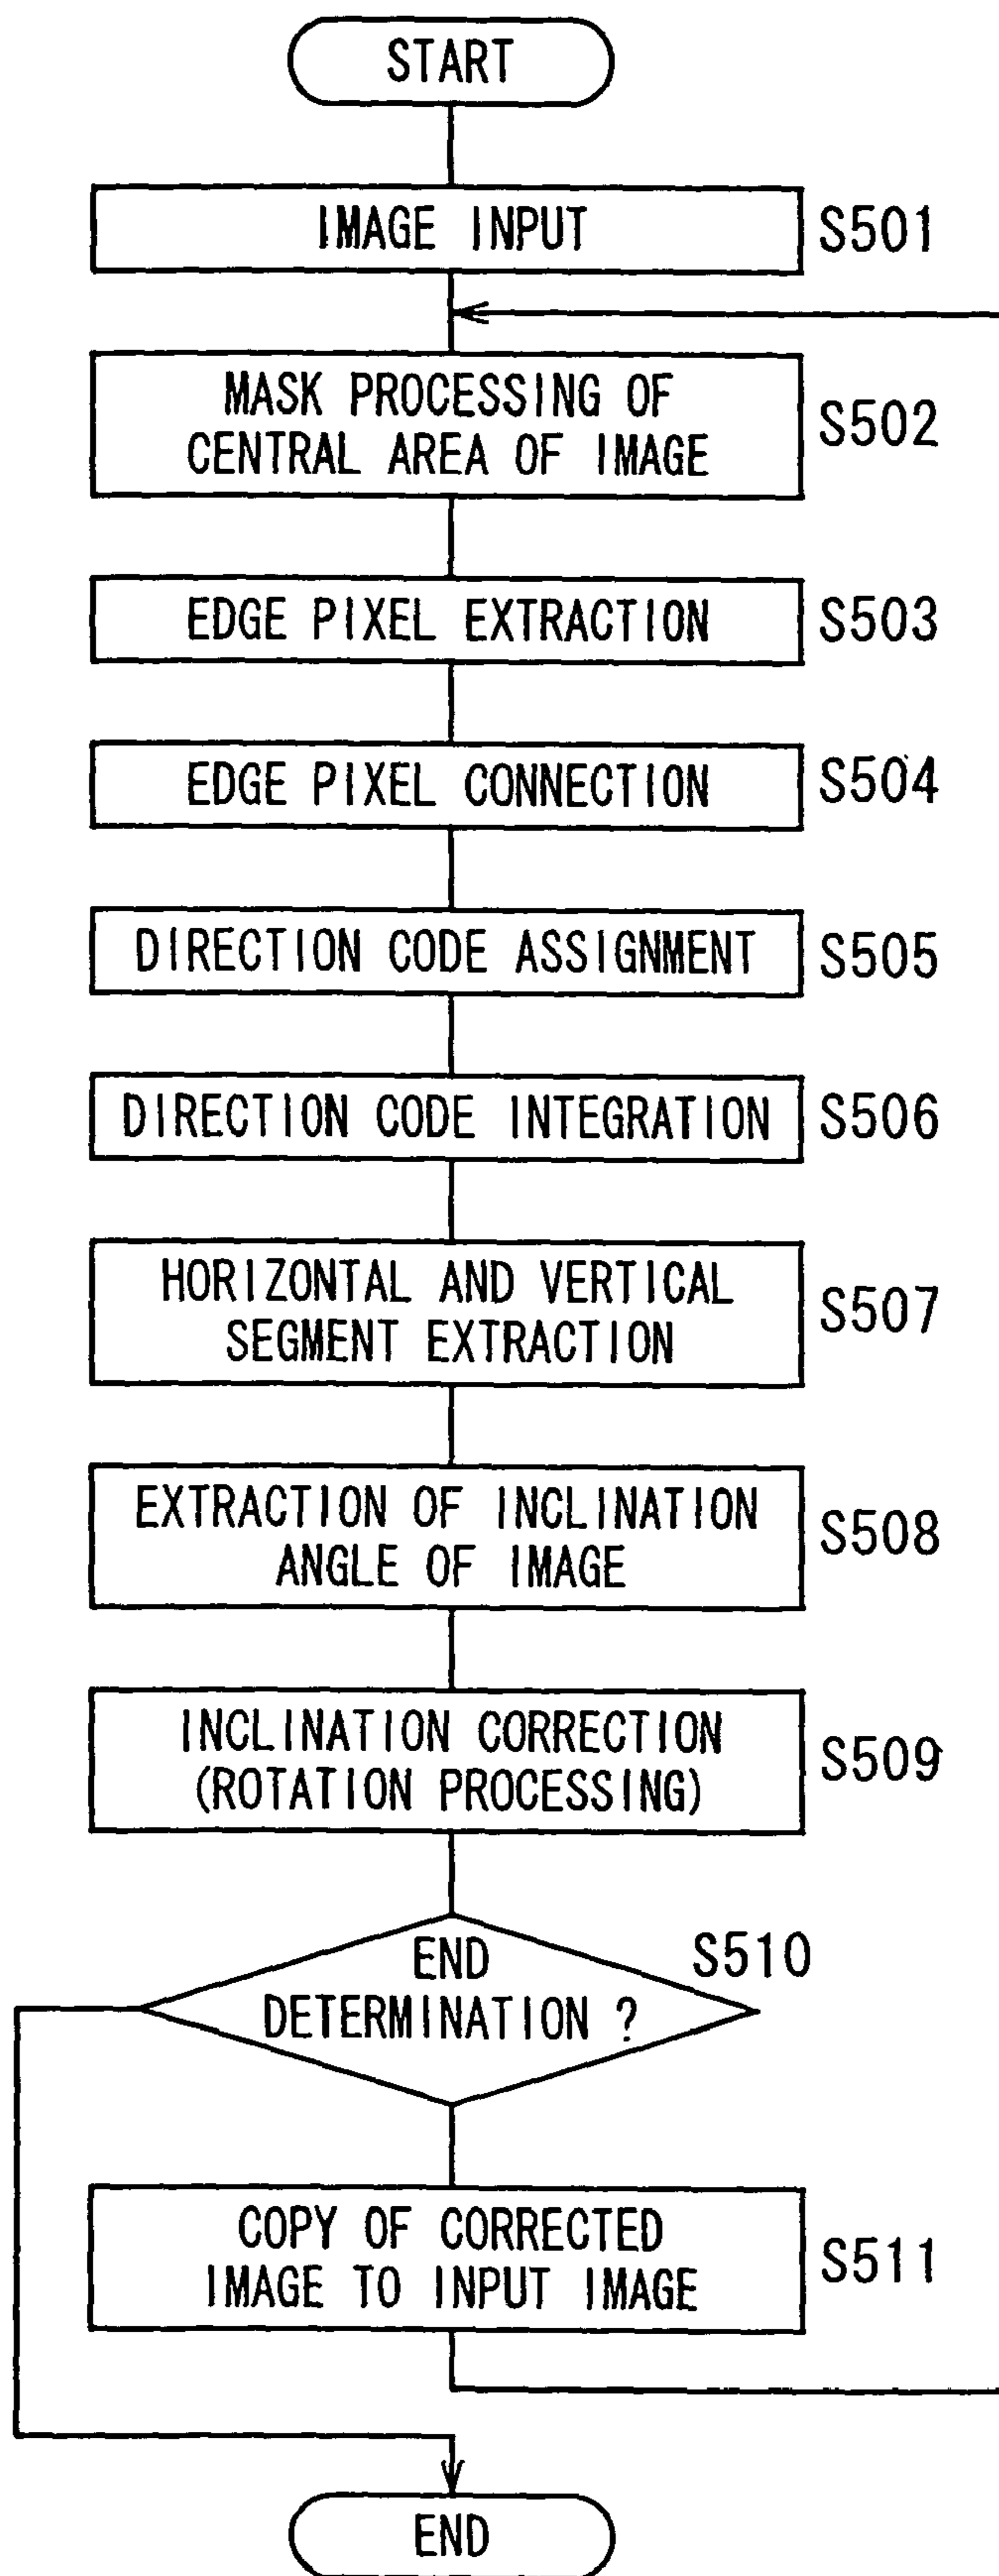 START
IMAGE INPUT
S501
MASK PROCESSING OF
CENTRAL AREA OF IMAGE
S502
EDGE PIXEL EXTRACTION
S503
EDGE PIXEL CONNECTION
S504
DIRECTION CODE ASSIGNMENT
S505
DIRECTION CODE INTEGRATION
S506
HORIZONTAL AND VERTICAL
SEGMENT EXTRACTION
S507
EXTRACTION OF INCLINATION
ANGLE OF IMAGE
S508
INCLINATION CORRECTION
(ROTATION PROCESSING)
S509
END
DETERMINATION ?
S510
COPY OF CORRECTED
IMAGE TO INPUT IMAGE
S511
END